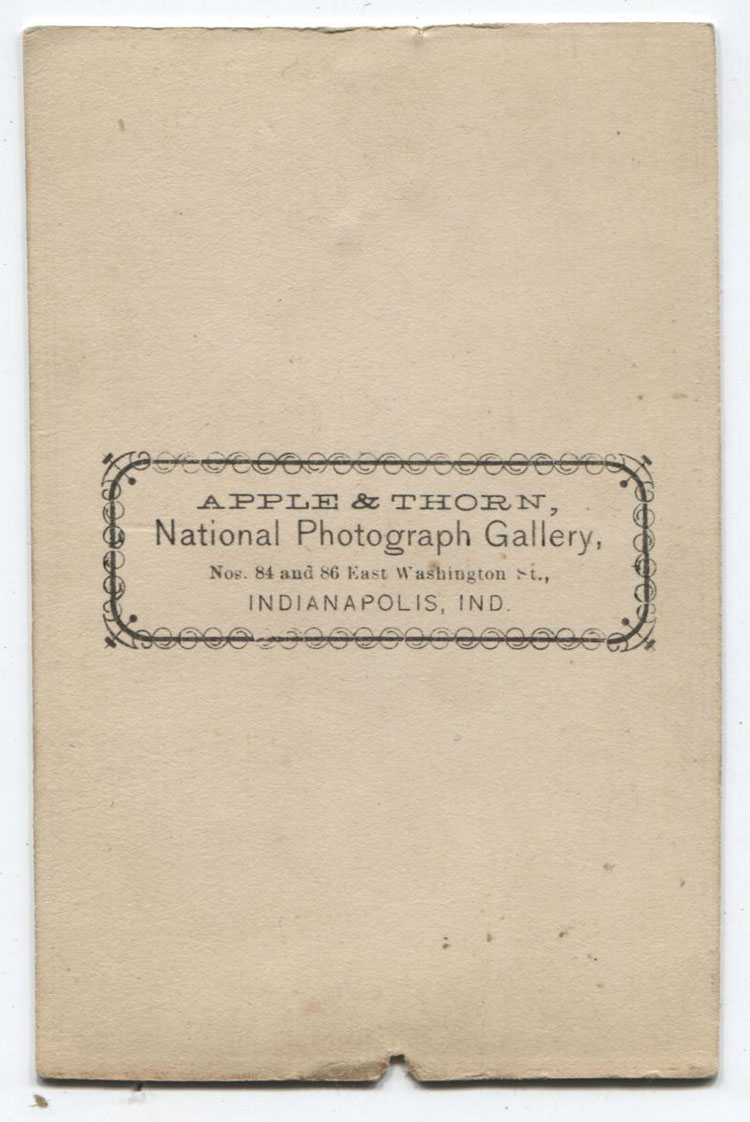 APPLE & THORN,
National Photograph Gallery,
Nos. 84 and 86 East Washington St.,
INDIANAPOLIS, IND.